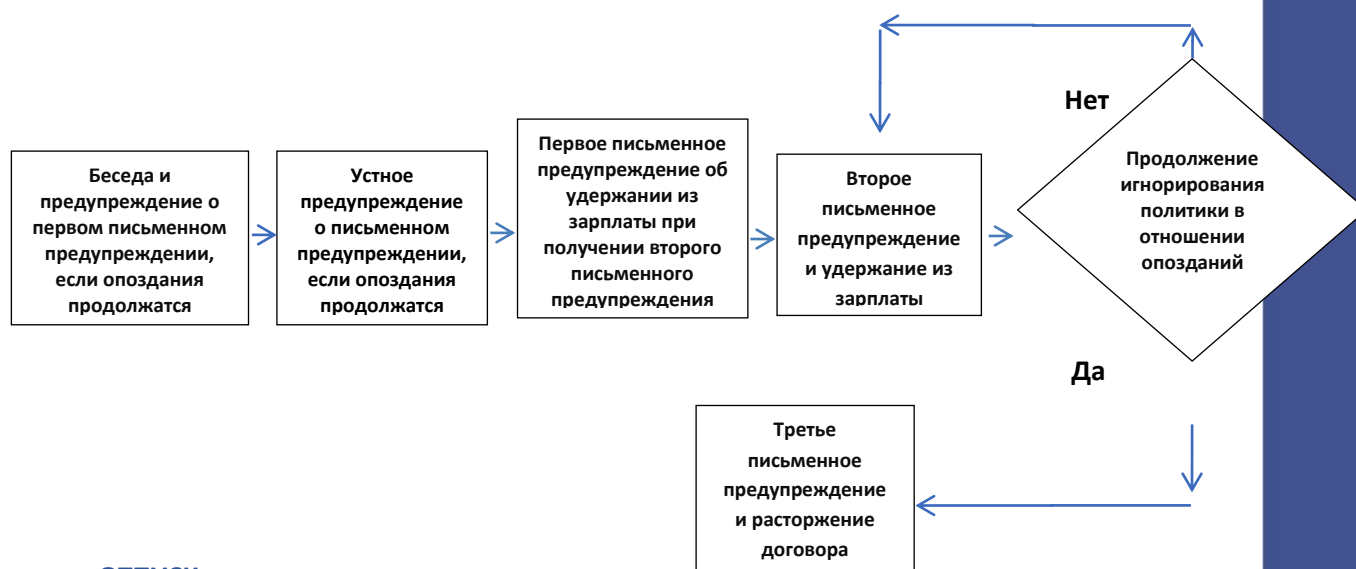 Беседа и
предупреждение о
первом письменном
предупреждении,
если опоздания
продолжатся
Устное
предупреждение
о письменном
предупреждении,
если опоздания
продолжатся
Первое письменное
предупреждение об
удержании из
зарплаты при
получении второго
письменного
предупреждения
Второе
письменное
предупреждение
и удержание из
зарплаты
Нет
Продолжение
игнорирования
политики в
отношении
опозданий
Да
Третье
письменное
предупреждение
и расторжение
договора